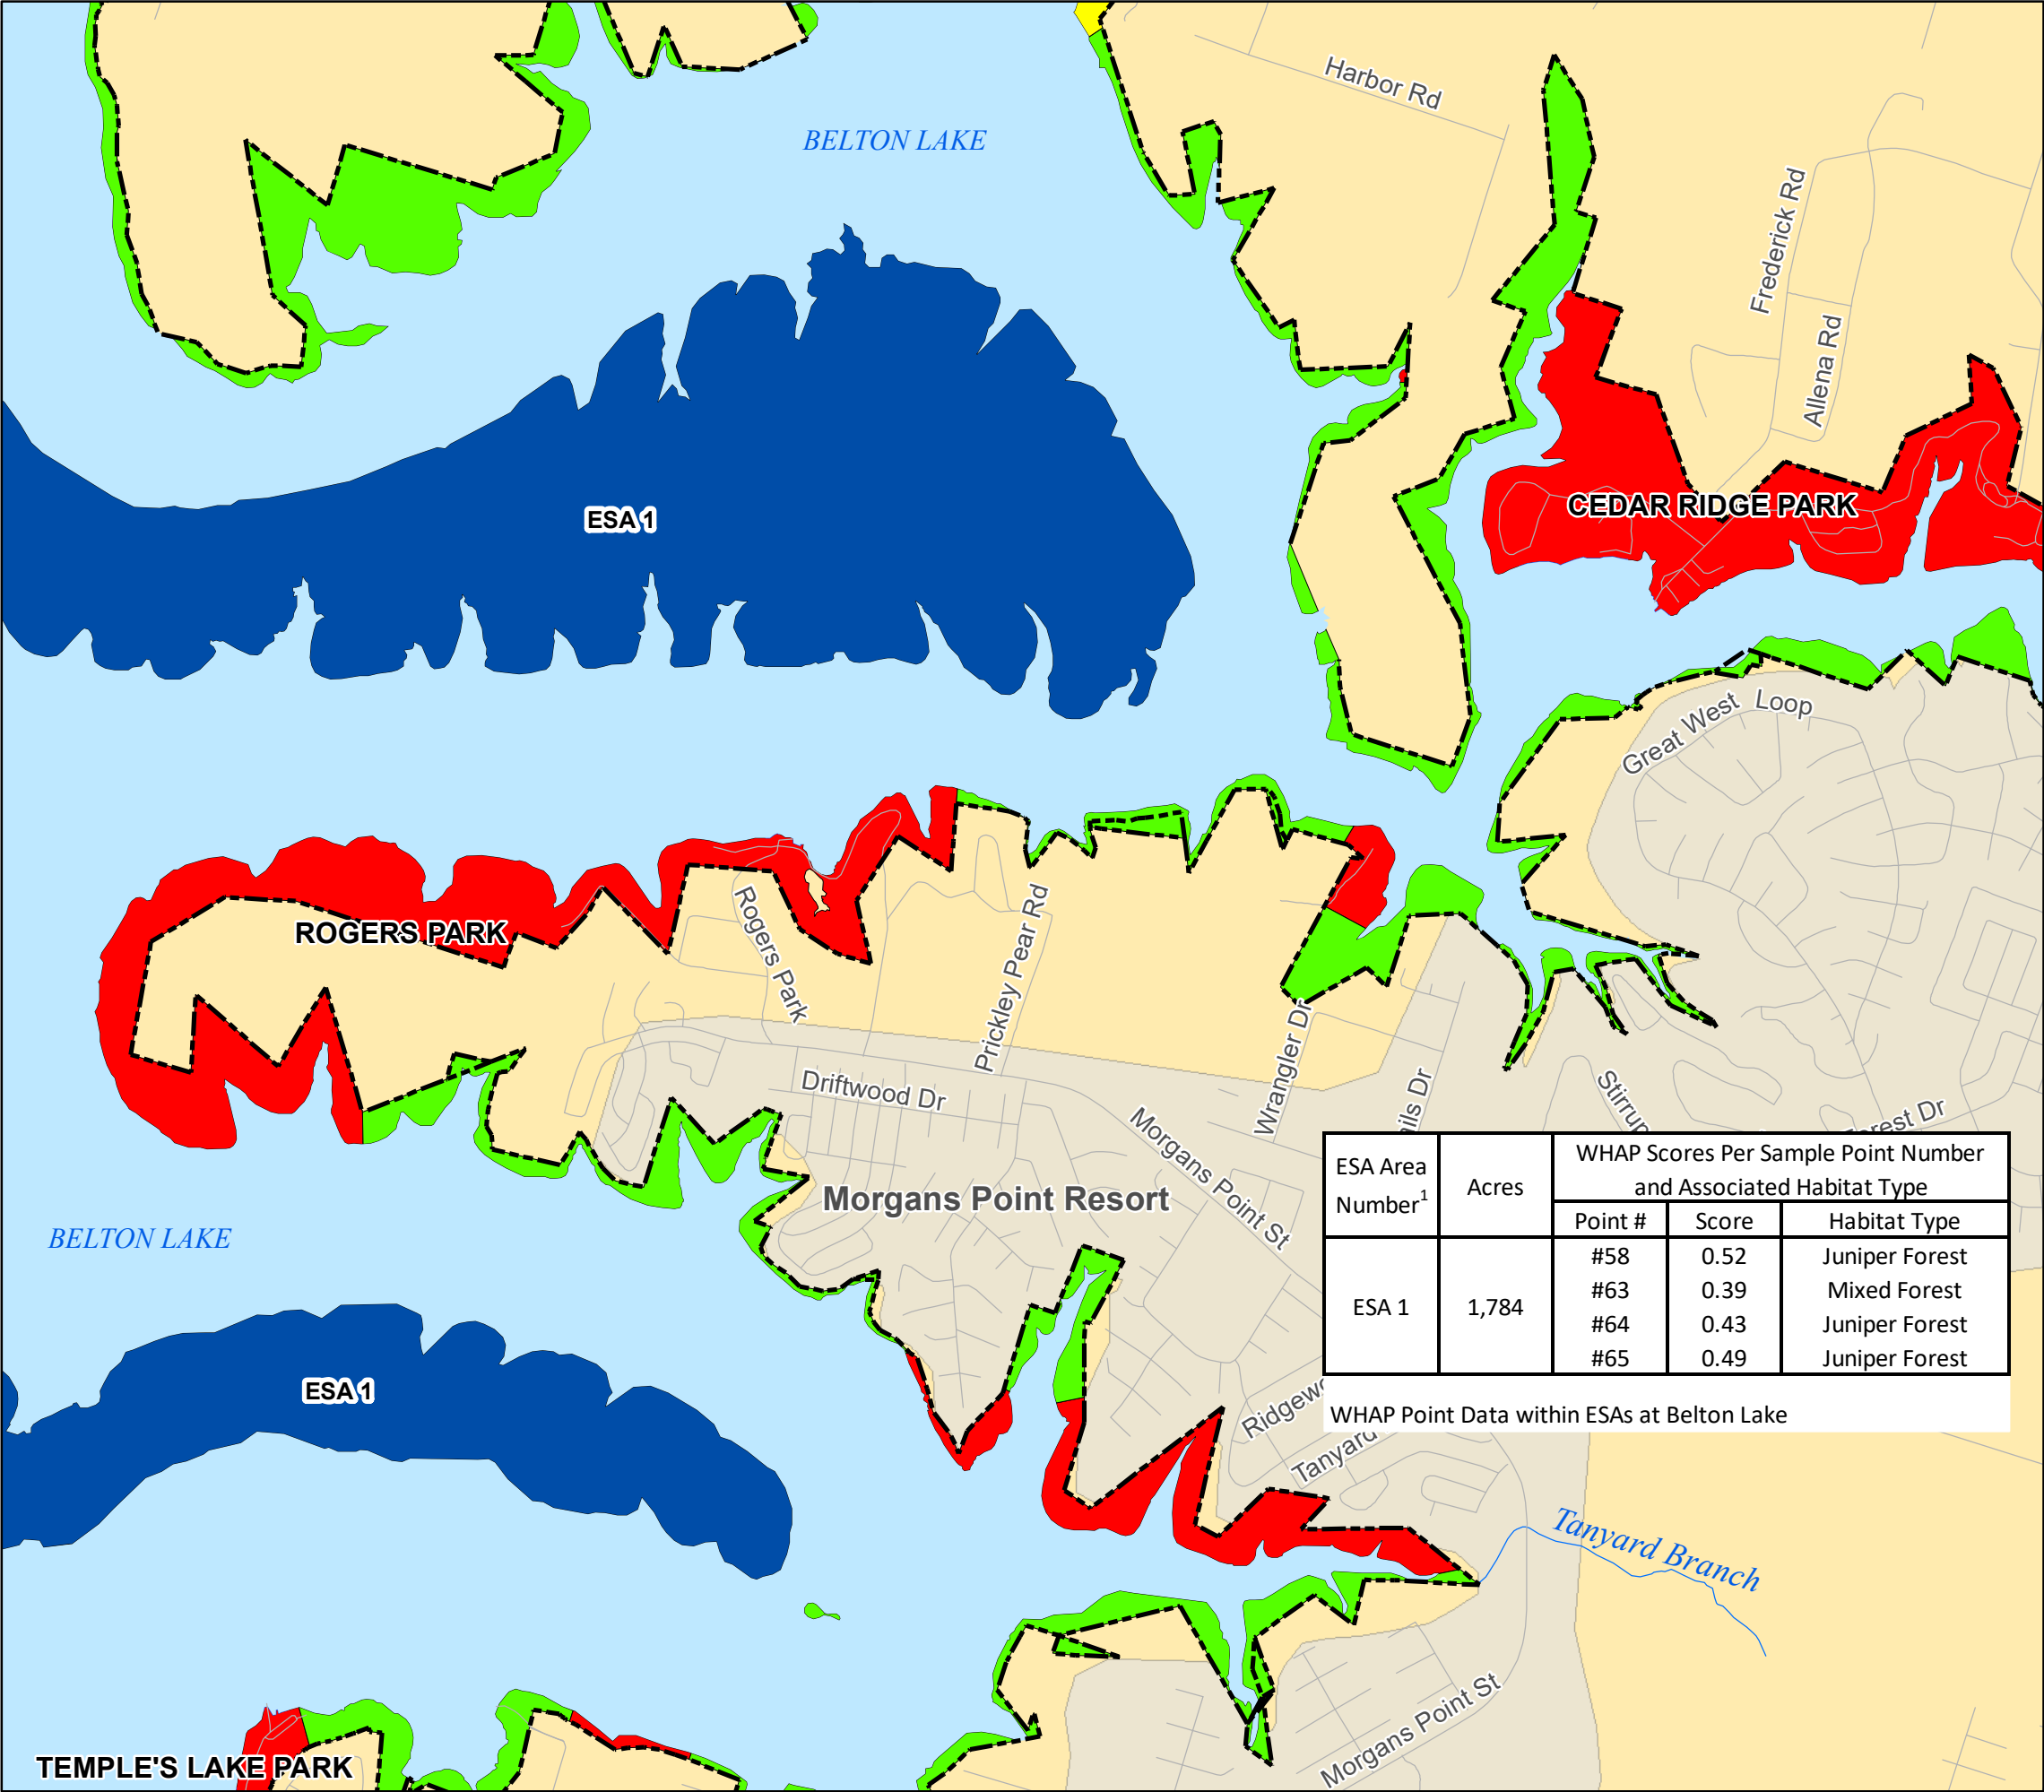 Harbor Rd
BELTON LAKE
Frederick Rd
Allena Rd
CEDAR RIDGE PARK
ESA 1
Great West Loop
ROGERS PARK
Rogers Park
Prickley Pear Rd
Wrangler Dr
Driftwood Dr
Morgans Point St
ails Dr
Stirrup
orest Dr
Morgans Point Resort
BELTON LAKE
ESA 1
ESA Area Number1
Acres
WHAP Scores Per Sample Point Number
and Associated Habitat Type
Point # Score Habitat Type
ESA 1 1,784
#58 0.52 Juniper Forest
#63 0.39 Mixed Forest
#64 0.43 Juniper Forest
#65 0.49 Juniper Forest
WHAP Point Data within ESAs at Belton Lake
Tanyard
Tanyard Branch
Morgans Point St
TEMPLE'S LAKE PARK